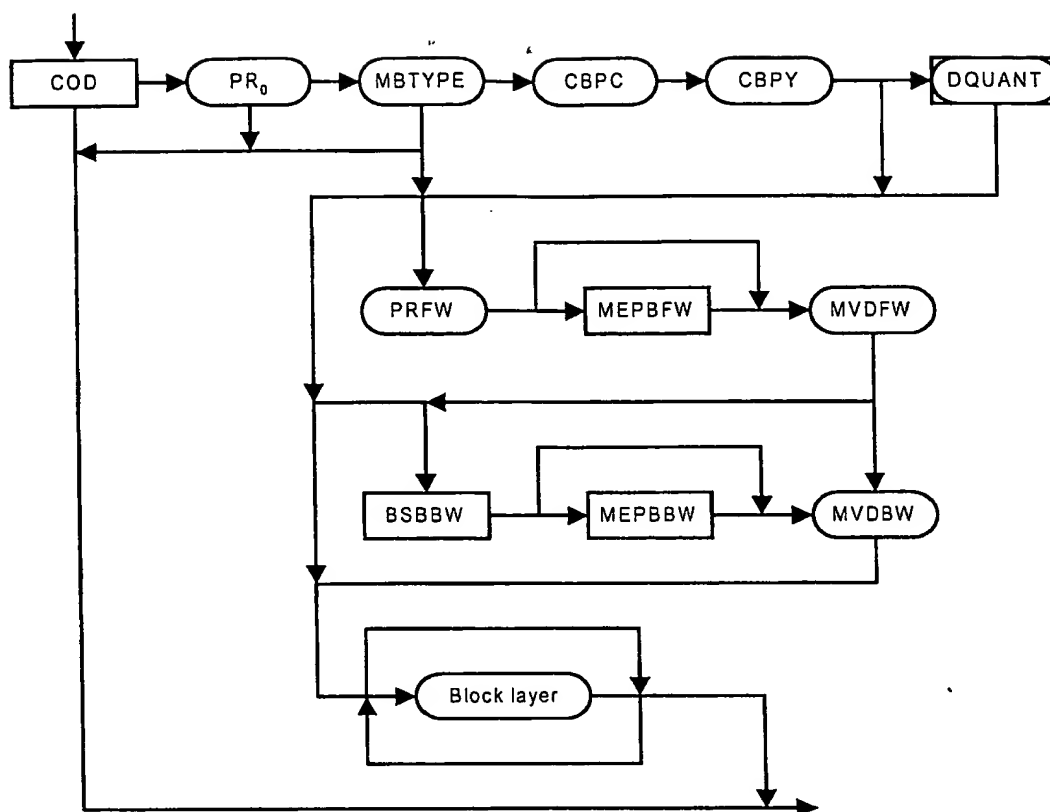 COD
PR₀
MBTYPE
CBPC
CBPY
DQUANT
PRFW
MEPBFW
MVDFW
BSBBW
MEPBBW
MVDBW
Block layer